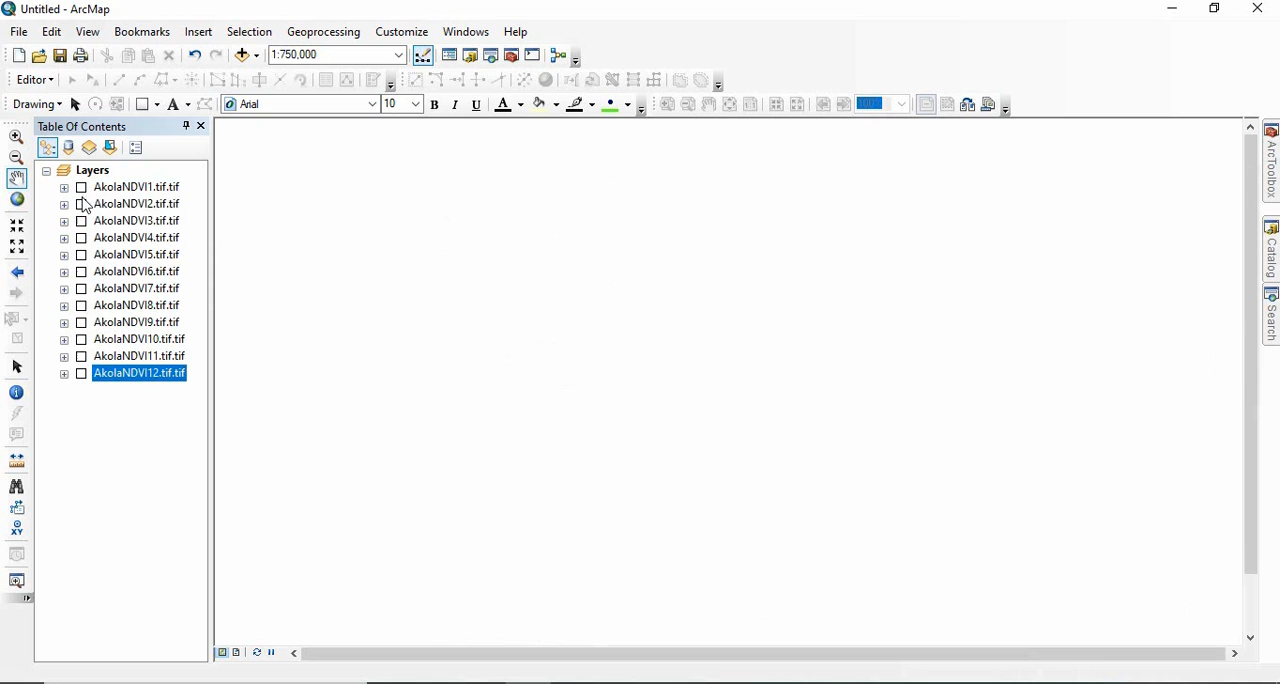 Untitled - ArcMap
File Edit View Bookmarks Insert Selection Geoprocessing Customize Windows Help
1:750,000
Editor
Drawing A Arial 10 B I U A 100%
Table Of Contents
Layers
AkolaNDVI1.tif.tif
AkolaNDVI2.tif.tif
AkolaNDVI3.tif.tif
AkolaNDVI4.tif.tif
AkolaNDVI5.tif.tif
AkolaNDVI6.tif.tif
AkolaNDVI7.tif.tif
AkolaNDVI8.tif.tif
AkolaNDVI9.tif.tif
AkolaNDVI10.tif.tif
AkolaNDVI11.tif.tif
AkolaNDVI12.tif.tif
XY
ArcToolbox
Catalog
Search